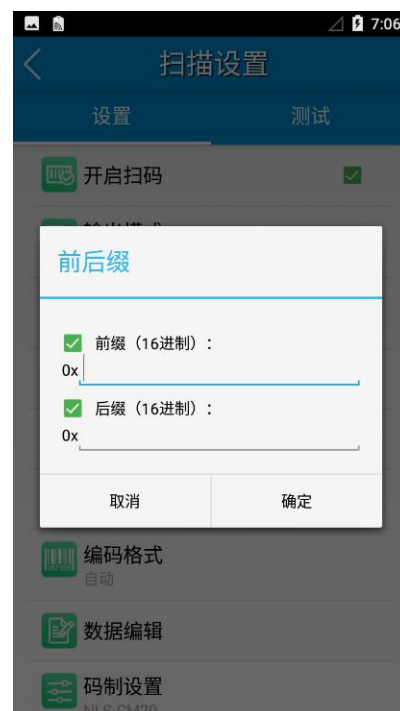 7:06
扫描设置
设置
测试
开启扫码
前后缀
前缀（16进制）：
0x
后缀（16进制）：
0x
取消
确定
编码格式
自动
数据编辑
码制设置